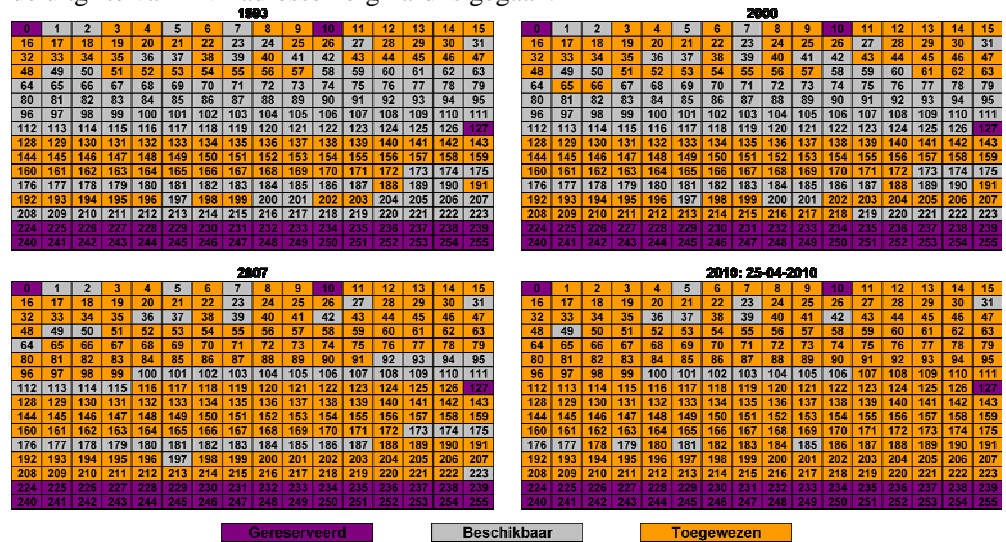 1993
0 1 2 3 4 5 6 7 8 9 10 11 12 13 14 15
16 17 18 19 20 21 22 23 24 25 26 27 28 29 30 31
32 33 34 35 36 37 38 39 40 41 42 43 44 45 46 47
48 49 50 51 52 53 54 55 56 57 58 59 60 61 62 63
64 65 66 67 68 69 70 71 72 73 74 75 76 77 78 79
80 81 82 83 84 85 86 87 88 89 90 91 92 93 94 95
96 97 98 99 100 101 102 103 104 105 106 107 108 109 110 111
112 113 114 115 116 117 118 119 120 121 122 123 124 125 126 127
128 129 130 131 132 133 134 135 136 137 138 139 140 141 142 143
144 145 146 147 148 149 150 151 152 153 154 155 156 157 158 159
160 161 162 163 164 165 166 167 168 169 170 171 172 173 174 175
176 177 178 179 180 181 182 183 184 185 186 187 188 189 190 191
192 193 194 195 196 197 198 199 200 201 202 203 204 205 206 207
208 209 210 211 212 213 214 215 216 217 218 219 220 221 222 223
224 225 226 227 228 229 230 231 232 233 234 235 236 237 238 239
240 241 242 243 244 245 246 247 248 249 250 251 252 253 254 255
2000
0 1 2 3 4 5 6 7 8 9 10 11 12 13 14 15
16 17 18 19 20 21 22 23 24 25 26 27 28 29 30 31
32 33 34 35 36 37 38 39 40 41 42 43 44 45 46 47
48 49 50 51 52 53 54 55 56 57 58 59 60 61 62 63
64 65 66 67 68 69 70 71 72 73 74 75 76 77 78 79
80 81 82 83 84 85 86 87 88 89 90 91 92 93 94 95
96 97 98 99 100 101 102 103 104 105 106 107 108 109 110 111
112 113 114 115 116 117 118 119 120 121 122 123 124 125 126 127
128 129 130 131 132 133 134 135 136 137 138 139 140 141 142 143
144 145 146 147 148 149 150 151 152 153 154 155 156 157 158 159
160 161 162 163 164 165 166 167 168 169 170 171 172 173 174 175
176 177 178 179 180 181 182 183 184 185 186 187 188 189 190 191
192 193 194 195 196 197 198 199 200 201 202 203 204 205 206 207
208 209 210 211 212 213 214 215 216 217 218 219 220 221 222 223
224 225 226 227 228 229 230 231 232 233 234 235 236 237 238 239
240 241 242 243 244 245 246 247 248 249 250 251 252 253 254 255
2007
0 1 2 3 4 5 6 7 8 9 10 11 12 13 14 15
16 17 18 19 20 21 22 23 24 25 26 27 28 29 30 31
32 33 34 35 36 37 38 39 40 41 42 43 44 45 46 47
48 49 50 51 52 53 54 55 56 57 58 59 60 61 62 63
64 65 66 67 68 69 70 71 72 73 74 75 76 77 78 79
80 81 82 83 84 85 86 87 88 89 90 91 92 93 94 95
96 97 98 99 100 101 102 103 104 105 106 107 108 109 110 111
112 113 114 115 116 117 118 119 120 121 122 123 124 125 126 127
128 129 130 131 132 133 134 135 136 137 138 139 140 141 142 143
144 145 146 147 148 149 150 151 152 153 154 155 156 157 158 159
160 161 162 163 164 165 166 167 168 169 170 171 172 173 174 175
176 177 178 179 180 181 182 183 184 185 186 187 188 189 190 191
192 193 194 195 196 197 198 199 200 201 202 203 204 205 206 207
208 209 210 211 212 213 214 215 216 217 218 219 220 221 222 223
224 225 226 227 228 229 230 231 232 233 234 235 236 237 238 239
240 241 242 243 244 245 246 247 248 249 250 251 252 253 254 255
2010: 25-04-2010
0 1 2 3 4 5 6 7 8 9 10 11 12 13 14 15
16 17 18 19 20 21 22 23 24 25 26 27 28 29 30 31
32 33 34 35 36 37 38 39 40 41 42 43 44 45 46 47
48 49 50 51 52 53 54 55 56 57 58 59 60 61 62 63
64 65 66 67 68 69 70 71 72 73 74 75 76 77 78 79
80 81 82 83 84 85 86 87 88 89 90 91 92 93 94 95
96 97 98 99 100 101 102 103 104 105 106 107 108 109 110 111
112 113 114 115 116 117 118 119 120 121 122 123 124 125 126 127
128 129 130 131 132 133 134 135 136 137 138 139 140 141 142 143
144 145 146 147 148 149 150 151 152 153 154 155 156 157 158 159
160 161 162 163 164 165 166 167 168 169 170 171 172 173 174 175
176 177 178 179 180 181 182 183 184 185 186 187 188 189 190 191
192 193 194 195 196 197 198 199 200 201 202 203 204 205 206 207
208 209 210 211 212 213 214 215 216 217 218 219 220 221 222 223
224 225 226 227 228 229 230 231 232 233 234 235 236 237 238 239
240 241 242 243 244 245 246 247 248 249 250 251 252 253 254 255
Gereserveerd Beschikbaar Toegewezen